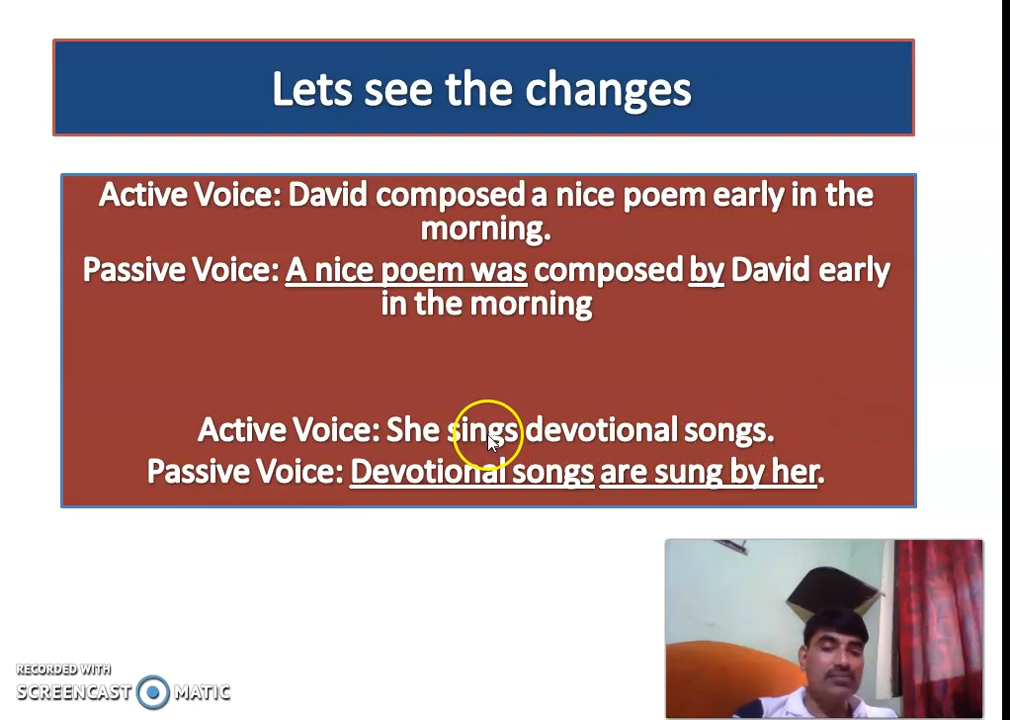 Lets see the changes
Active Voice: David composed a nice poem early in the
morning.
Passive Voice: A nice poem was composed by David early
in the morning
Active Voice: She sings devotional songs.
Passive Voice: Devotional songs are sung by her.
RECORDED WITH
SCREENCAST MATIC